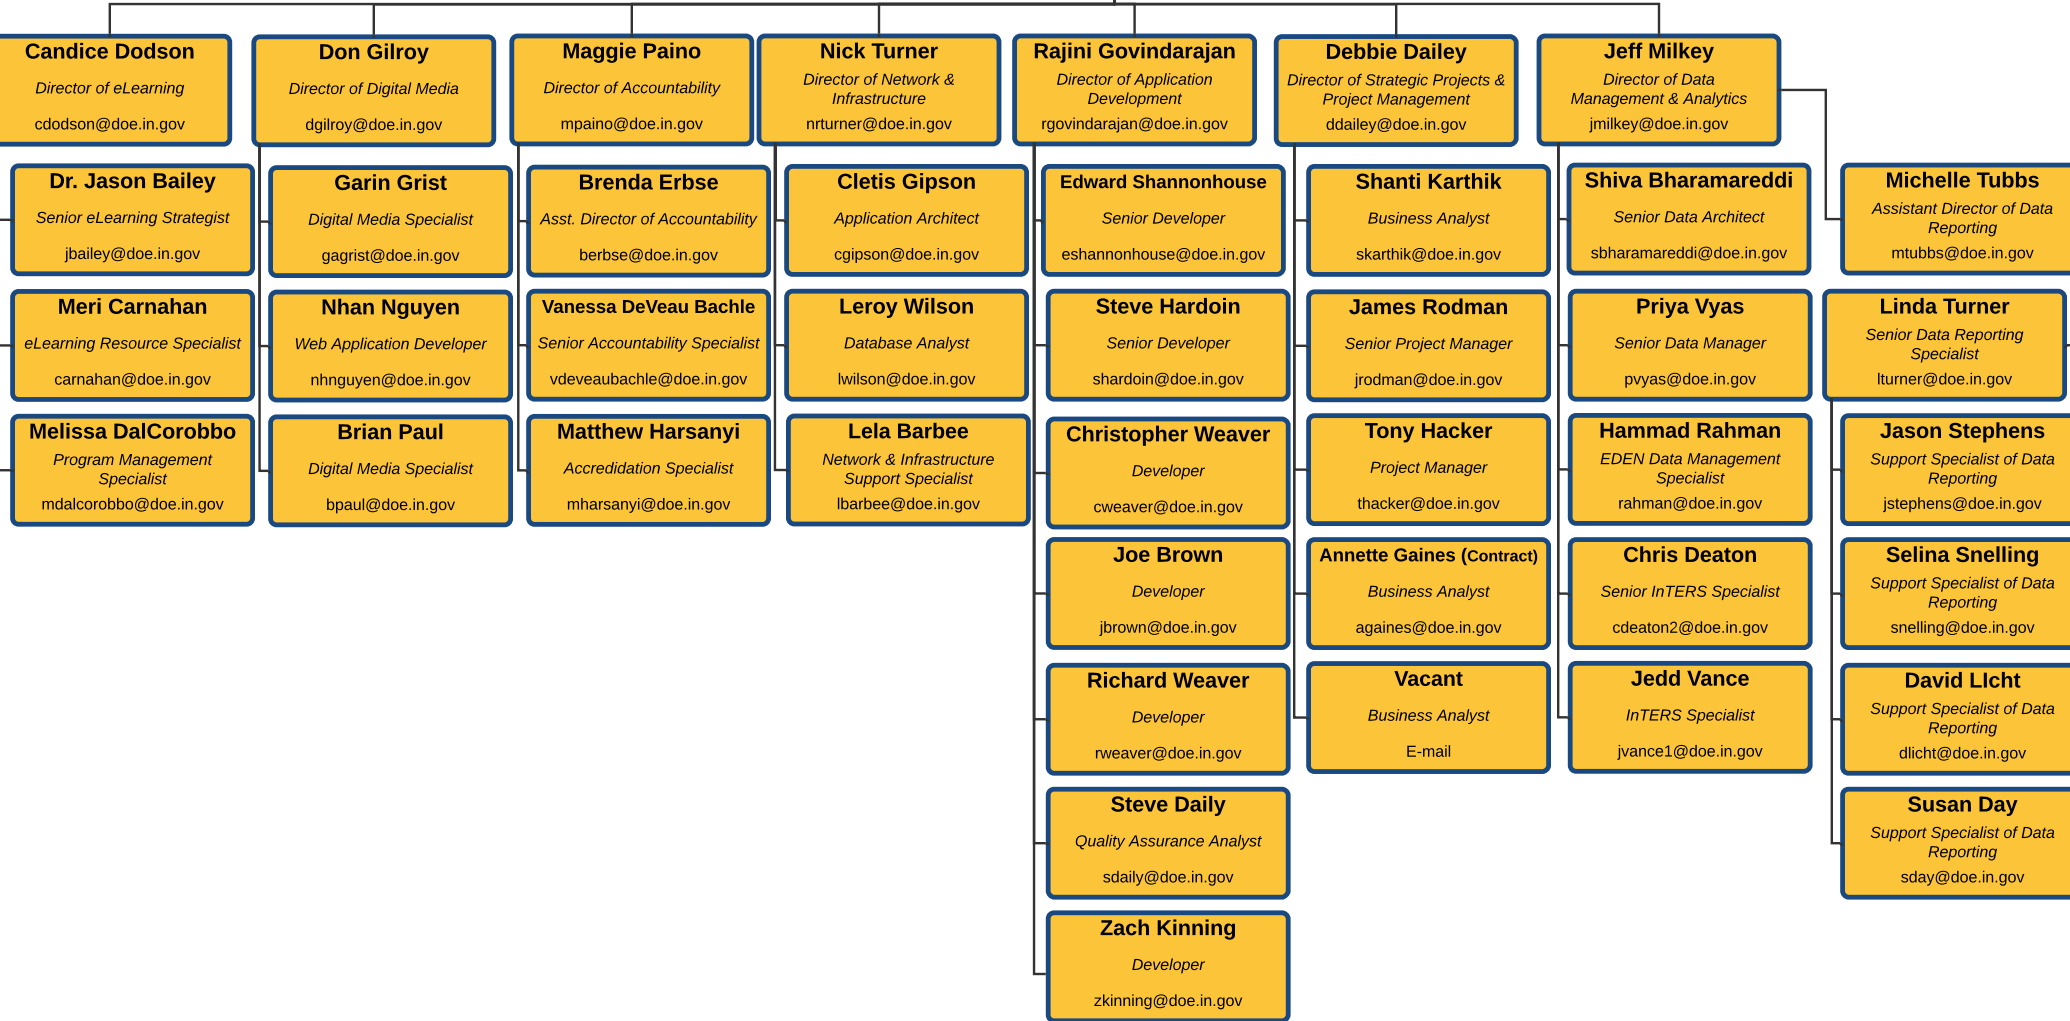 Candice Dodson
Director of eLearning
cdodson@doe.in.gov
Don Gilroy
Director of Digital Media
dgilroy@doe.in.gov
Maggie Paino
Director of Accountability
mpaino@doe.in.gov
Nick Turner
Director of Network &
Infrastructure
nrturner@doe.in.gov
Rajini Govindarajan
Director of Application
Development
rgovindarajan@doe.in.gov
Debbie Dailey
Director of Strategic Projects &
Project Management
ddailey@doe.in.gov
Jeff Milkey
Director of Data
Management & Analytics
jmilkey@doe.in.gov
Dr. Jason Bailey
Senior eLearning Strategist
jbailey@doe.in.gov
Garin Grist
Digital Media Specialist
gagrist@doe.in.gov
Brenda Erbse
Asst. Director of Accountability
berbse@doe.in.gov
Cletis Gipson
Application Architect
cgipson@doe.in.gov
Edward Shannonhouse
Senior Developer
eshannonhouse@doe.in.gov
Shanti Karthik
Business Analyst
skarthik@doe.in.gov
Shiva Bharamareddi
Senior Data Architect
sbharamareddi@doe.in.gov
Michelle Tubbs
Assistant Director of Data
Reporting
mtubbs@doe.in.gov
Meri Carnahan
eLearning Resource Specialist
carnahan@doe.in.gov
Nhan Nguyen
Web Application Developer
nhnguyen@doe.in.gov
Vanessa DeVeau Bachle
Senior Accountability Specialist
vdeveaubachle@doe.in.gov
Leroy Wilson
Database Analyst
lwilson@doe.in.gov
Steve Hardoin
Senior Developer
shardoin@doe.in.gov
James Rodman
Senior Project Manager
jrodman@doe.in.gov
Priya Vyas
Senior Data Manager
pvyas@doe.in.gov
Linda Turner
Senior Data Reporting
Specialist
lturner@doe.in.gov
Melissa DalCorobbo
Program Management
Specialist
mdalcorobbo@doe.in.gov
Brian Paul
Digital Media Specialist
bpaul@doe.in.gov
Matthew Harsanyi
Accredidation Specialist
mharsanyi@doe.in.gov
Lela Barbee
Network & Infrastructure
Support Specialist
lbarbee@doe.in.gov
Christopher Weaver
Developer
cweaver@doe.in.gov
Tony Hacker
Project Manager
thacker@doe.in.gov
Hammad Rahman
EDEN Data Management
Specialist
rahman@doe.in.gov
Jason Stephens
Support Specialist of Data
Reporting
jstephens@doe.in.gov
Joe Brown
Developer
jbrown@doe.in.gov
Annette Gaines (Contract)
Business Analyst
againes@doe.in.gov
Chris Deaton
Senior InTERS Specialist
cdeaton2@doe.in.gov
Selina Snelling
Support Specialist of Data
Reporting
snelling@doe.in.gov
Richard Weaver
Developer
rweaver@doe.in.gov
Vacant
Business Analyst
E-mail
Jedd Vance
InTERS Specialist
jvance1@doe.in.gov
David LIcht
Support Specialist of Data
Reporting
dlicht@doe.in.gov
Steve Daily
Quality Assurance Analyst
sdaily@doe.in.gov
Susan Day
Support Specialist of Data
Reporting
sday@doe.in.gov
Zach Kinning
Developer
zkinning@doe.in.gov